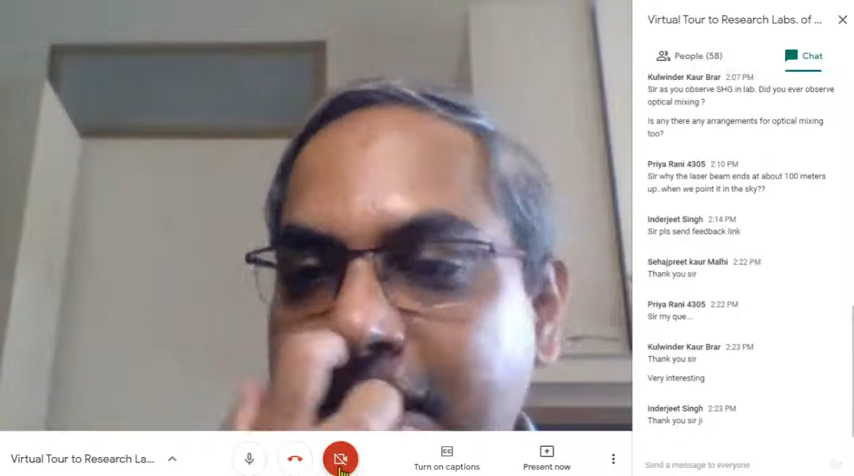 Virtual Tour to Research Labs. of ...
People (58)
Chat
Kulwinder Kaur Brar 2:07 PM
Sir as you observe SHG in lab. Did you ever observe
optical mixing ?
Is any there any arrangements for optical mixing
too?
Priya Rani 4305 2:10 PM
Sir why the laser beam ends at about 100 meters
up..when we point it in the sky??
Inderjeet Singh 2:14 PM
Sir pls send feedback link
Sehajpreet kaur Malhi 2:22 PM
Thank you sir
Priya Rani 4305 2:22 PM
Sir my que...
Kulwinder Kaur Brar 2:23 PM
Thank you sir
Very interesting
Inderjeet Singh 2:23 PM
Thank you sir ji
Send a message to everyone
Virtual Tour to Research La...
Turn on captions
Present now